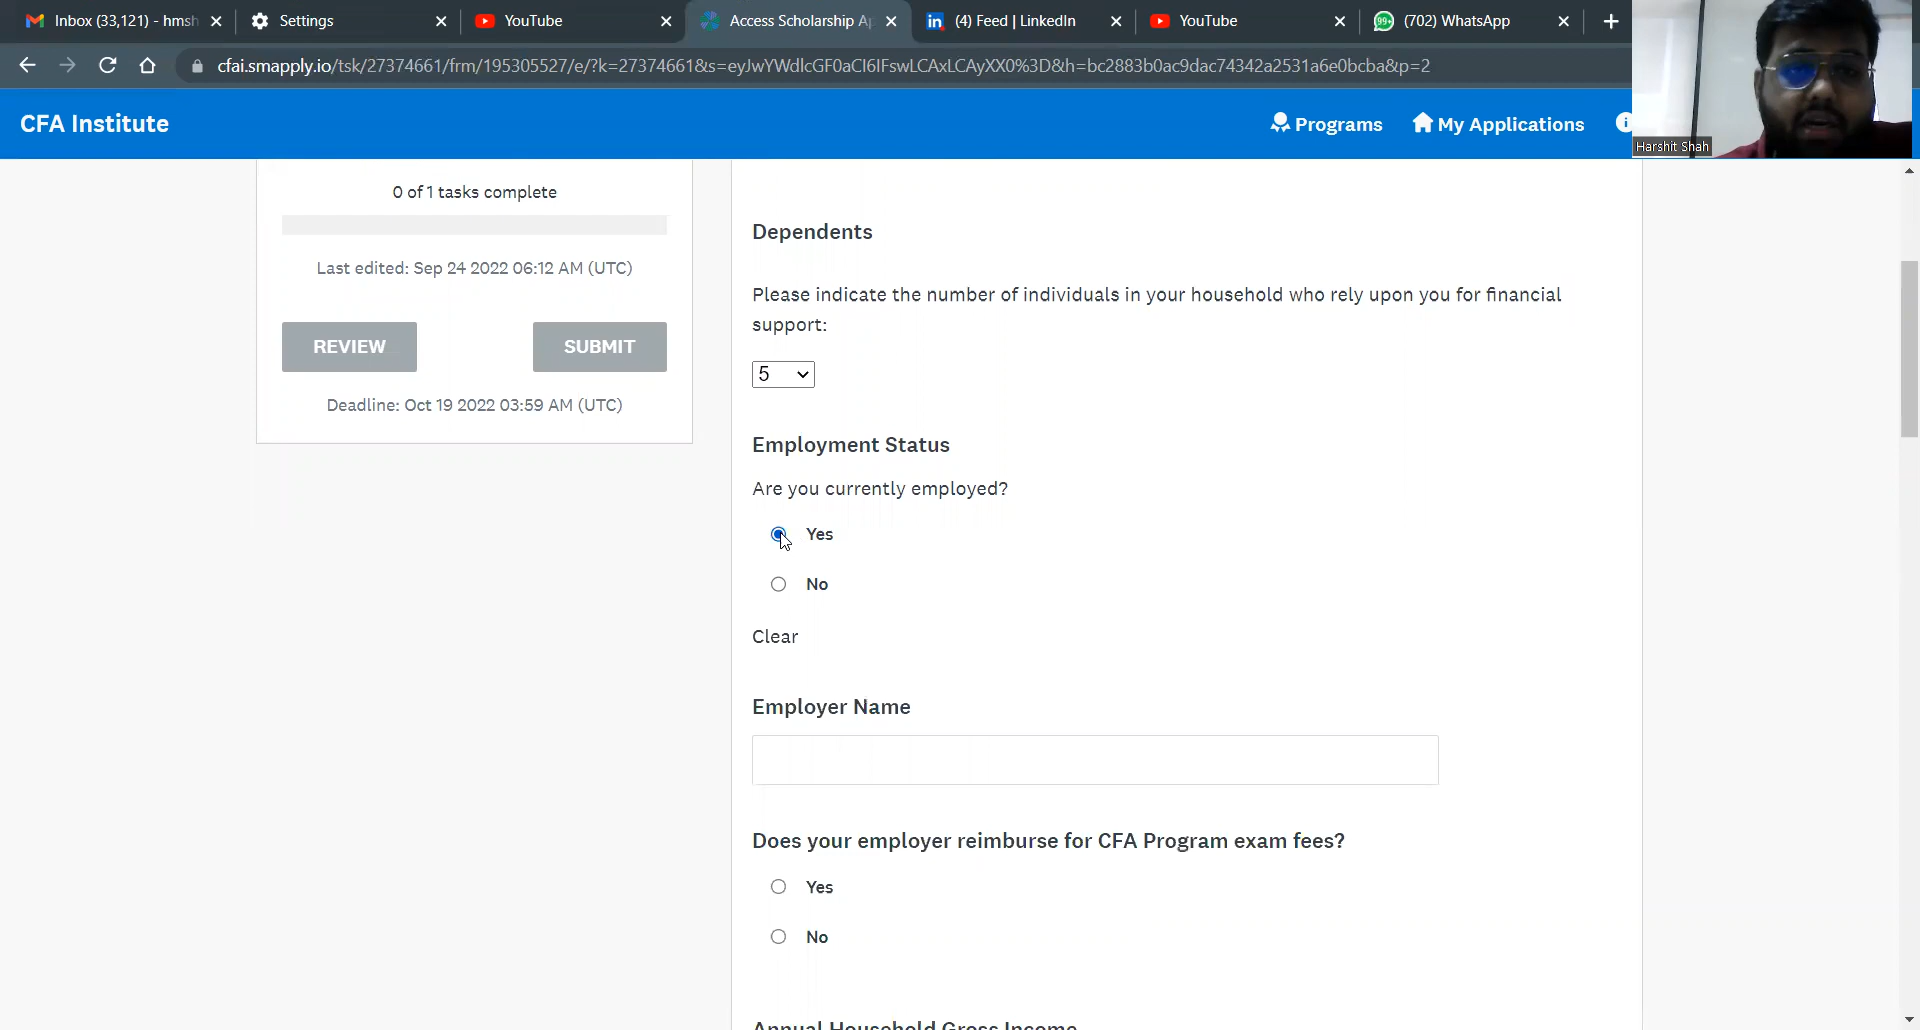 Inbox (33,121) - hmsh
Settings
YouTube
Access Scholarship Ap
(4) Feed | LinkedIn
YouTube
99+
(702) WhatsApp
cfai.smapply.io/tsk/27374661/frm/195305527/e/?k=27374661&s=eyJwYWdlcGF0aCI6IFswLCAxLCAyXX0%3D&h=bc2883b0ac9dac74342a2531a6e0bcba&p=2
CFA Institute
Programs
My Applications
Harshit Shah
0 of 1 tasks complete
Last edited: Sep 24 2022 06:12 AM (UTC)
REVIEW
SUBMIT
Deadline: Oct 19 2022 03:59 AM (UTC)
Dependents
Please indicate the number of individuals in your household who rely upon you for financial
support:
5
Employment Status
Are you currently employed?
Yes
No
Clear
Employer Name
Does your employer reimburse for CFA Program exam fees?
Yes
No
Annual Household Gross Income